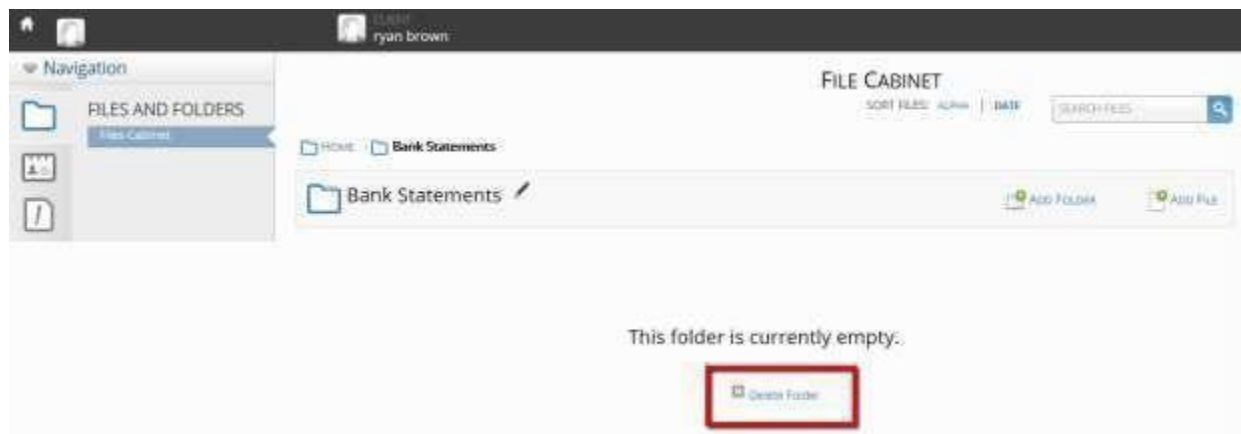 CLIENT
ryan brown
Navigation
FILES AND FOLDERS
Files Cabinet
FILE CABINET
SORT FILES: ALPHA | DATE
SEARCH FILES
HOME Bank Statements
Bank Statements
ADD FOLDER
ADD FILE
This folder is currently empty.
Delete Folder